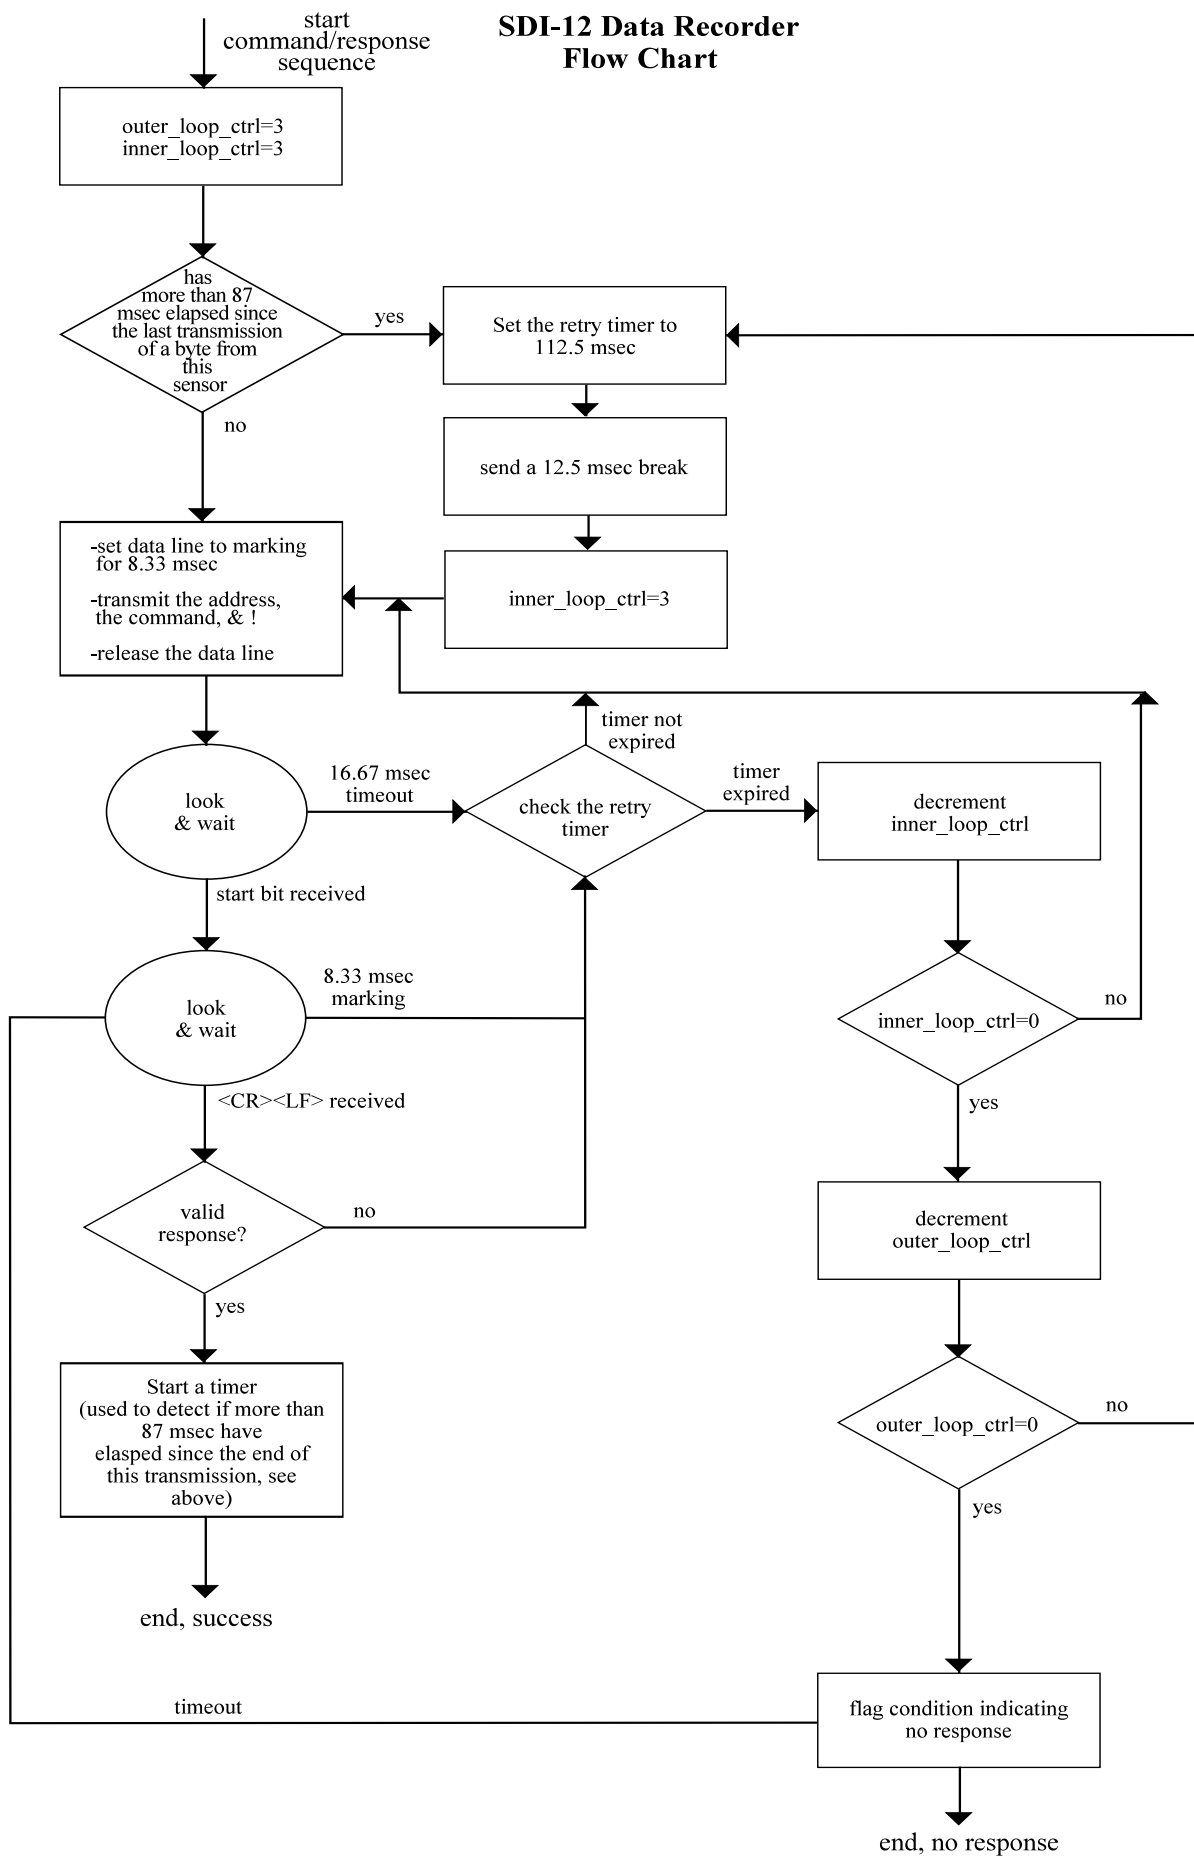 SDI-12 Data Recorder
Flow Chart
start
command/response
sequence
outer_loop_ctrl=3
inner_loop_ctrl=3
has
more than 87
msec elapsed since
the last transmission
of a byte from
this
sensor
yes
no
Set the retry timer to
112.5 msec
send a 12.5 msec break
inner_loop_ctrl=3
-set data line to marking
for 8.33 msec
-transmit the address,
the command, & !
-release the data line
look
& wait
16.67 msec
timeout
check the retry
timer
timer not
expired
timer
expired
decrement
inner_loop_ctrl
start bit received
look
& wait
8.33 msec
marking
inner_loop_ctrl=0
no
yes
<CR><LF> received
valid
response?
no
yes
decrement
outer_loop_ctrl
Start a timer
(used to detect if more than
87 msec have
elasped since the end of
this transmission, see
above)
outer_loop_ctrl=0
no
yes
end, success
timeout
flag condition indicating
no response
end, no response